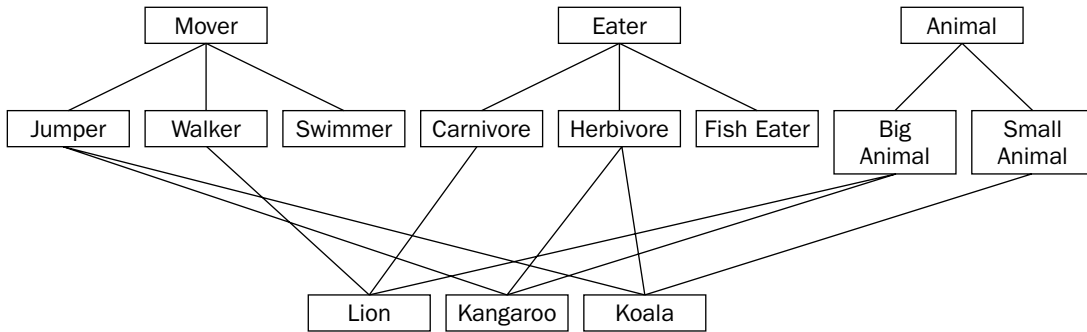 Mover
Eater
Animal
Jumper
Walker
Swimmer
Carnivore
Herbivore
Fish Eater
Big
Animal
Small
Animal
Lion
Kangaroo
Koala